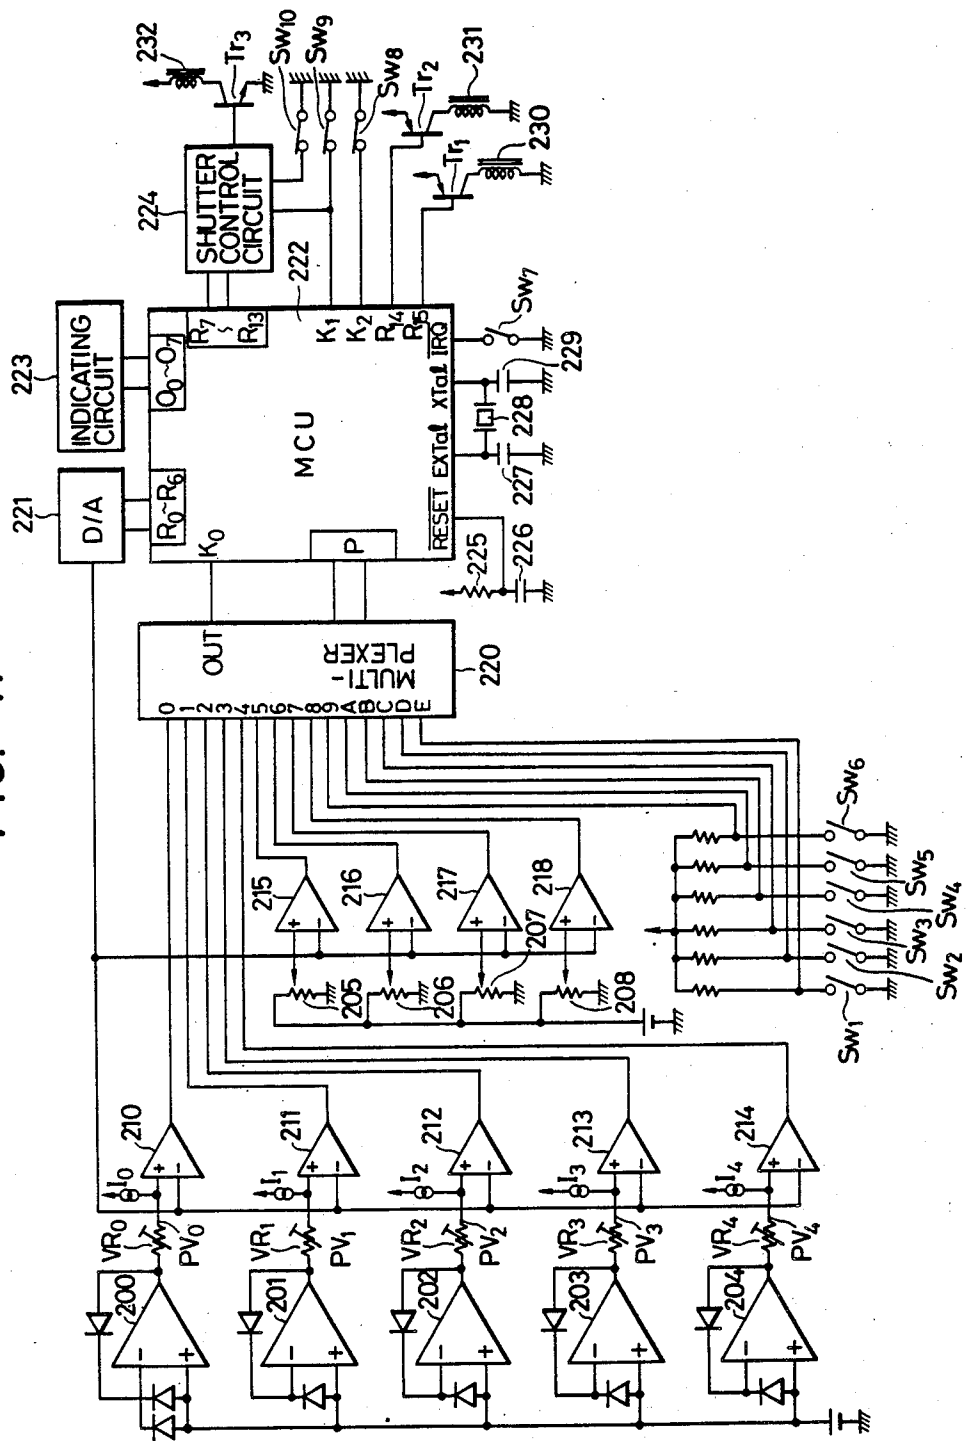 232
Tr3
SW10
SW9
SW8
Tr2
231
Tr1
230
224
SHUTTER
CONTROL
CIRCUIT
222
223
INDICATING
CIRCUIT
221
D/A
R0~R6
O0~O7
R7
~
R13
K1
K2
R14
R15
K0
MCU
P
RESET
EXTal
XTal
IRQ
SW7
225
226
227
228
229
OUT
MULTI-
PLEXER
220
0
1
2
3
4
5
6
7
8
9
A
B
C
D
E
215
216
217
218
+
-
+
-
+
-
+
-
205
206
207
208
SW6
SW5
SW4
SW3
SW2
SW1
210
211
212
213
214
+
-
+
-
+
-
+
-
+
-
I0
I1
I2
I3
I4
VR0
VR1
VR2
VR3
VR4
PV0
PV1
PV2
PV3
PV4
200
201
202
203
204
-
+
-
+
-
+
-
+
-
+